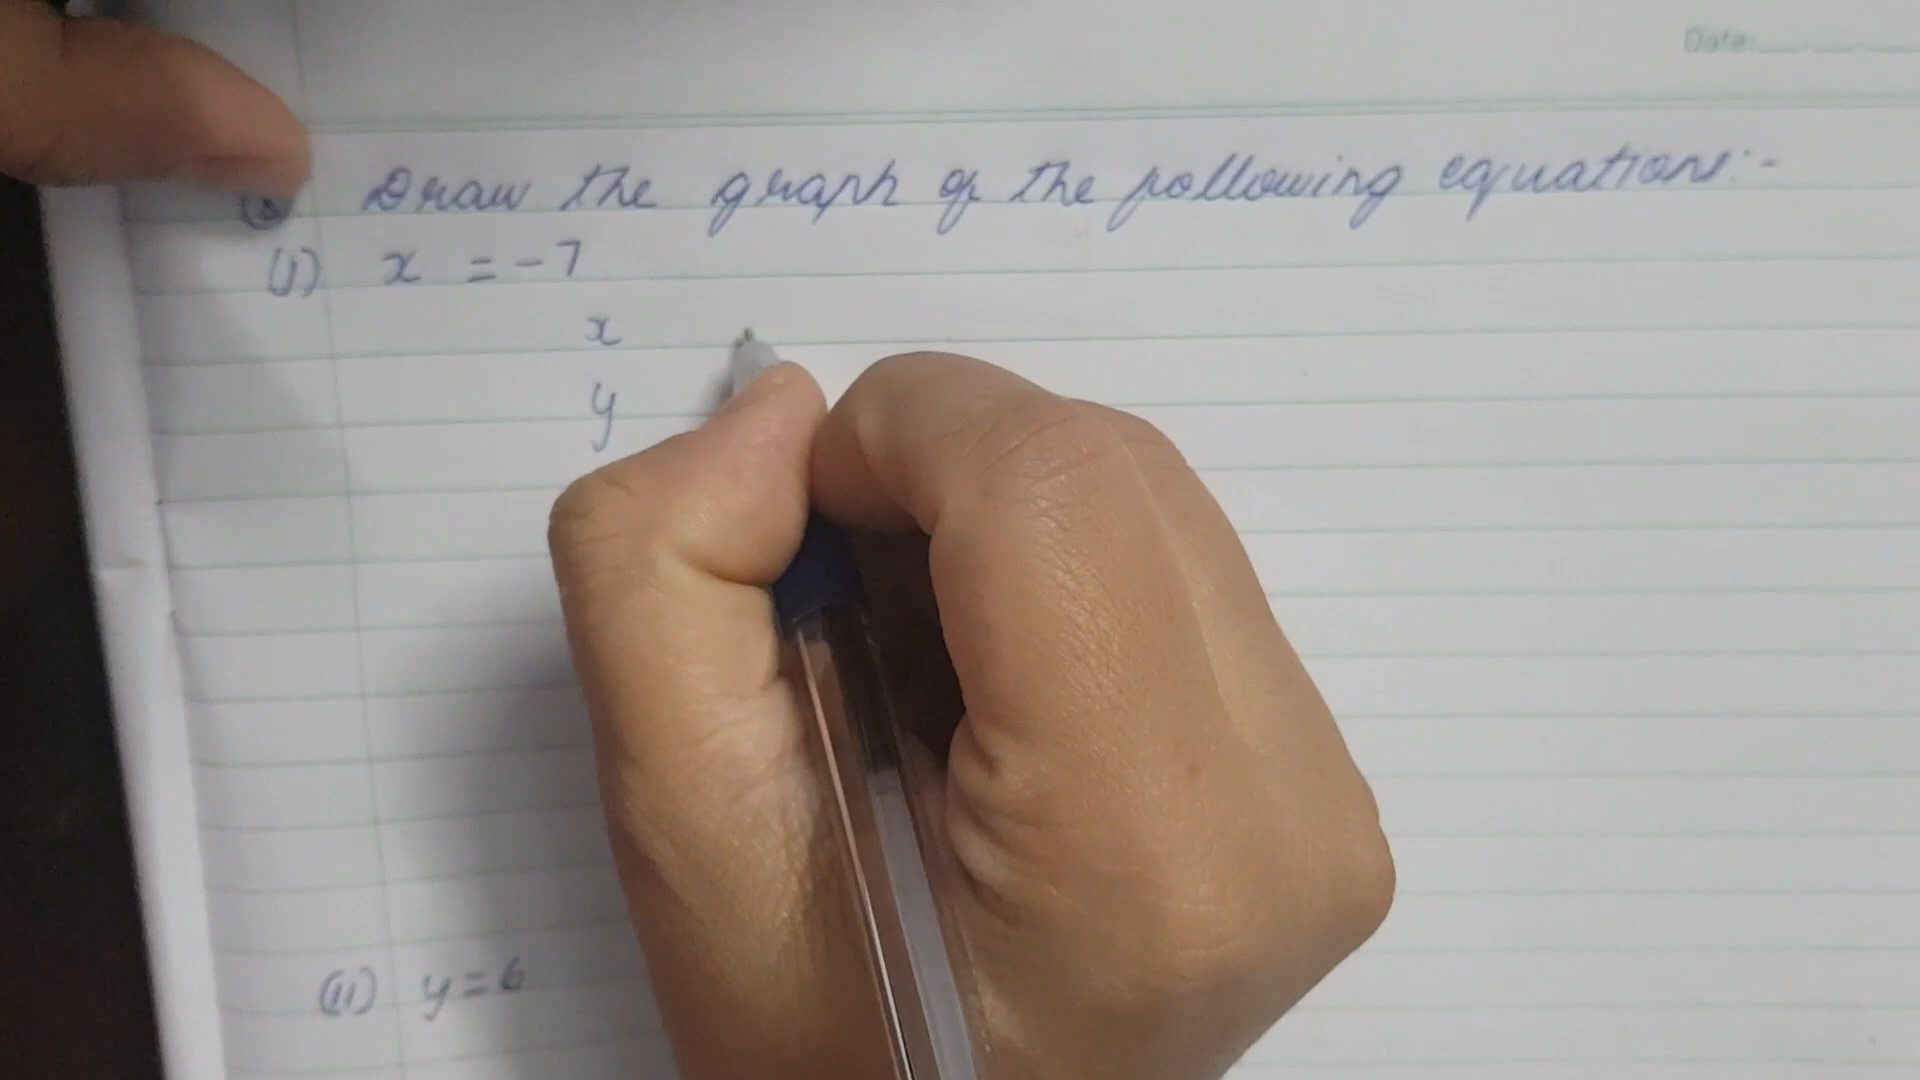 Date:
Draw the graph of the following equations:-
(i) x = -7
x
y
(ii) y = 6